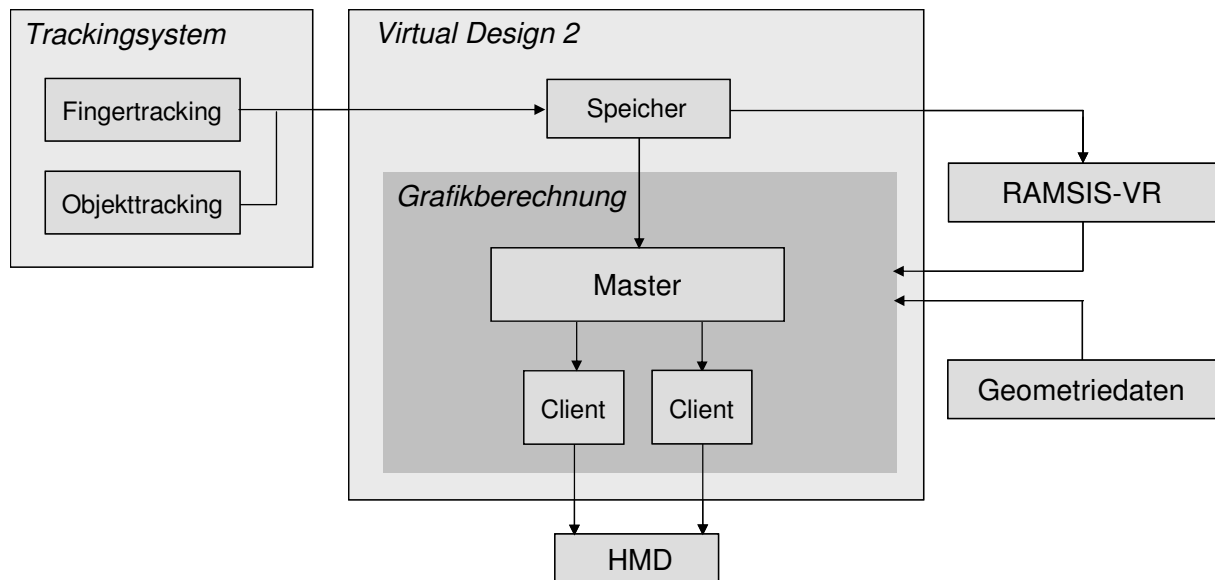 Trackingsystem
Fingertracking
Objekttracking
Virtual Design 2
Speicher
Grafikberechnung
Master
Client
Client
RAMSIS-VR
Geometriedaten
HMD